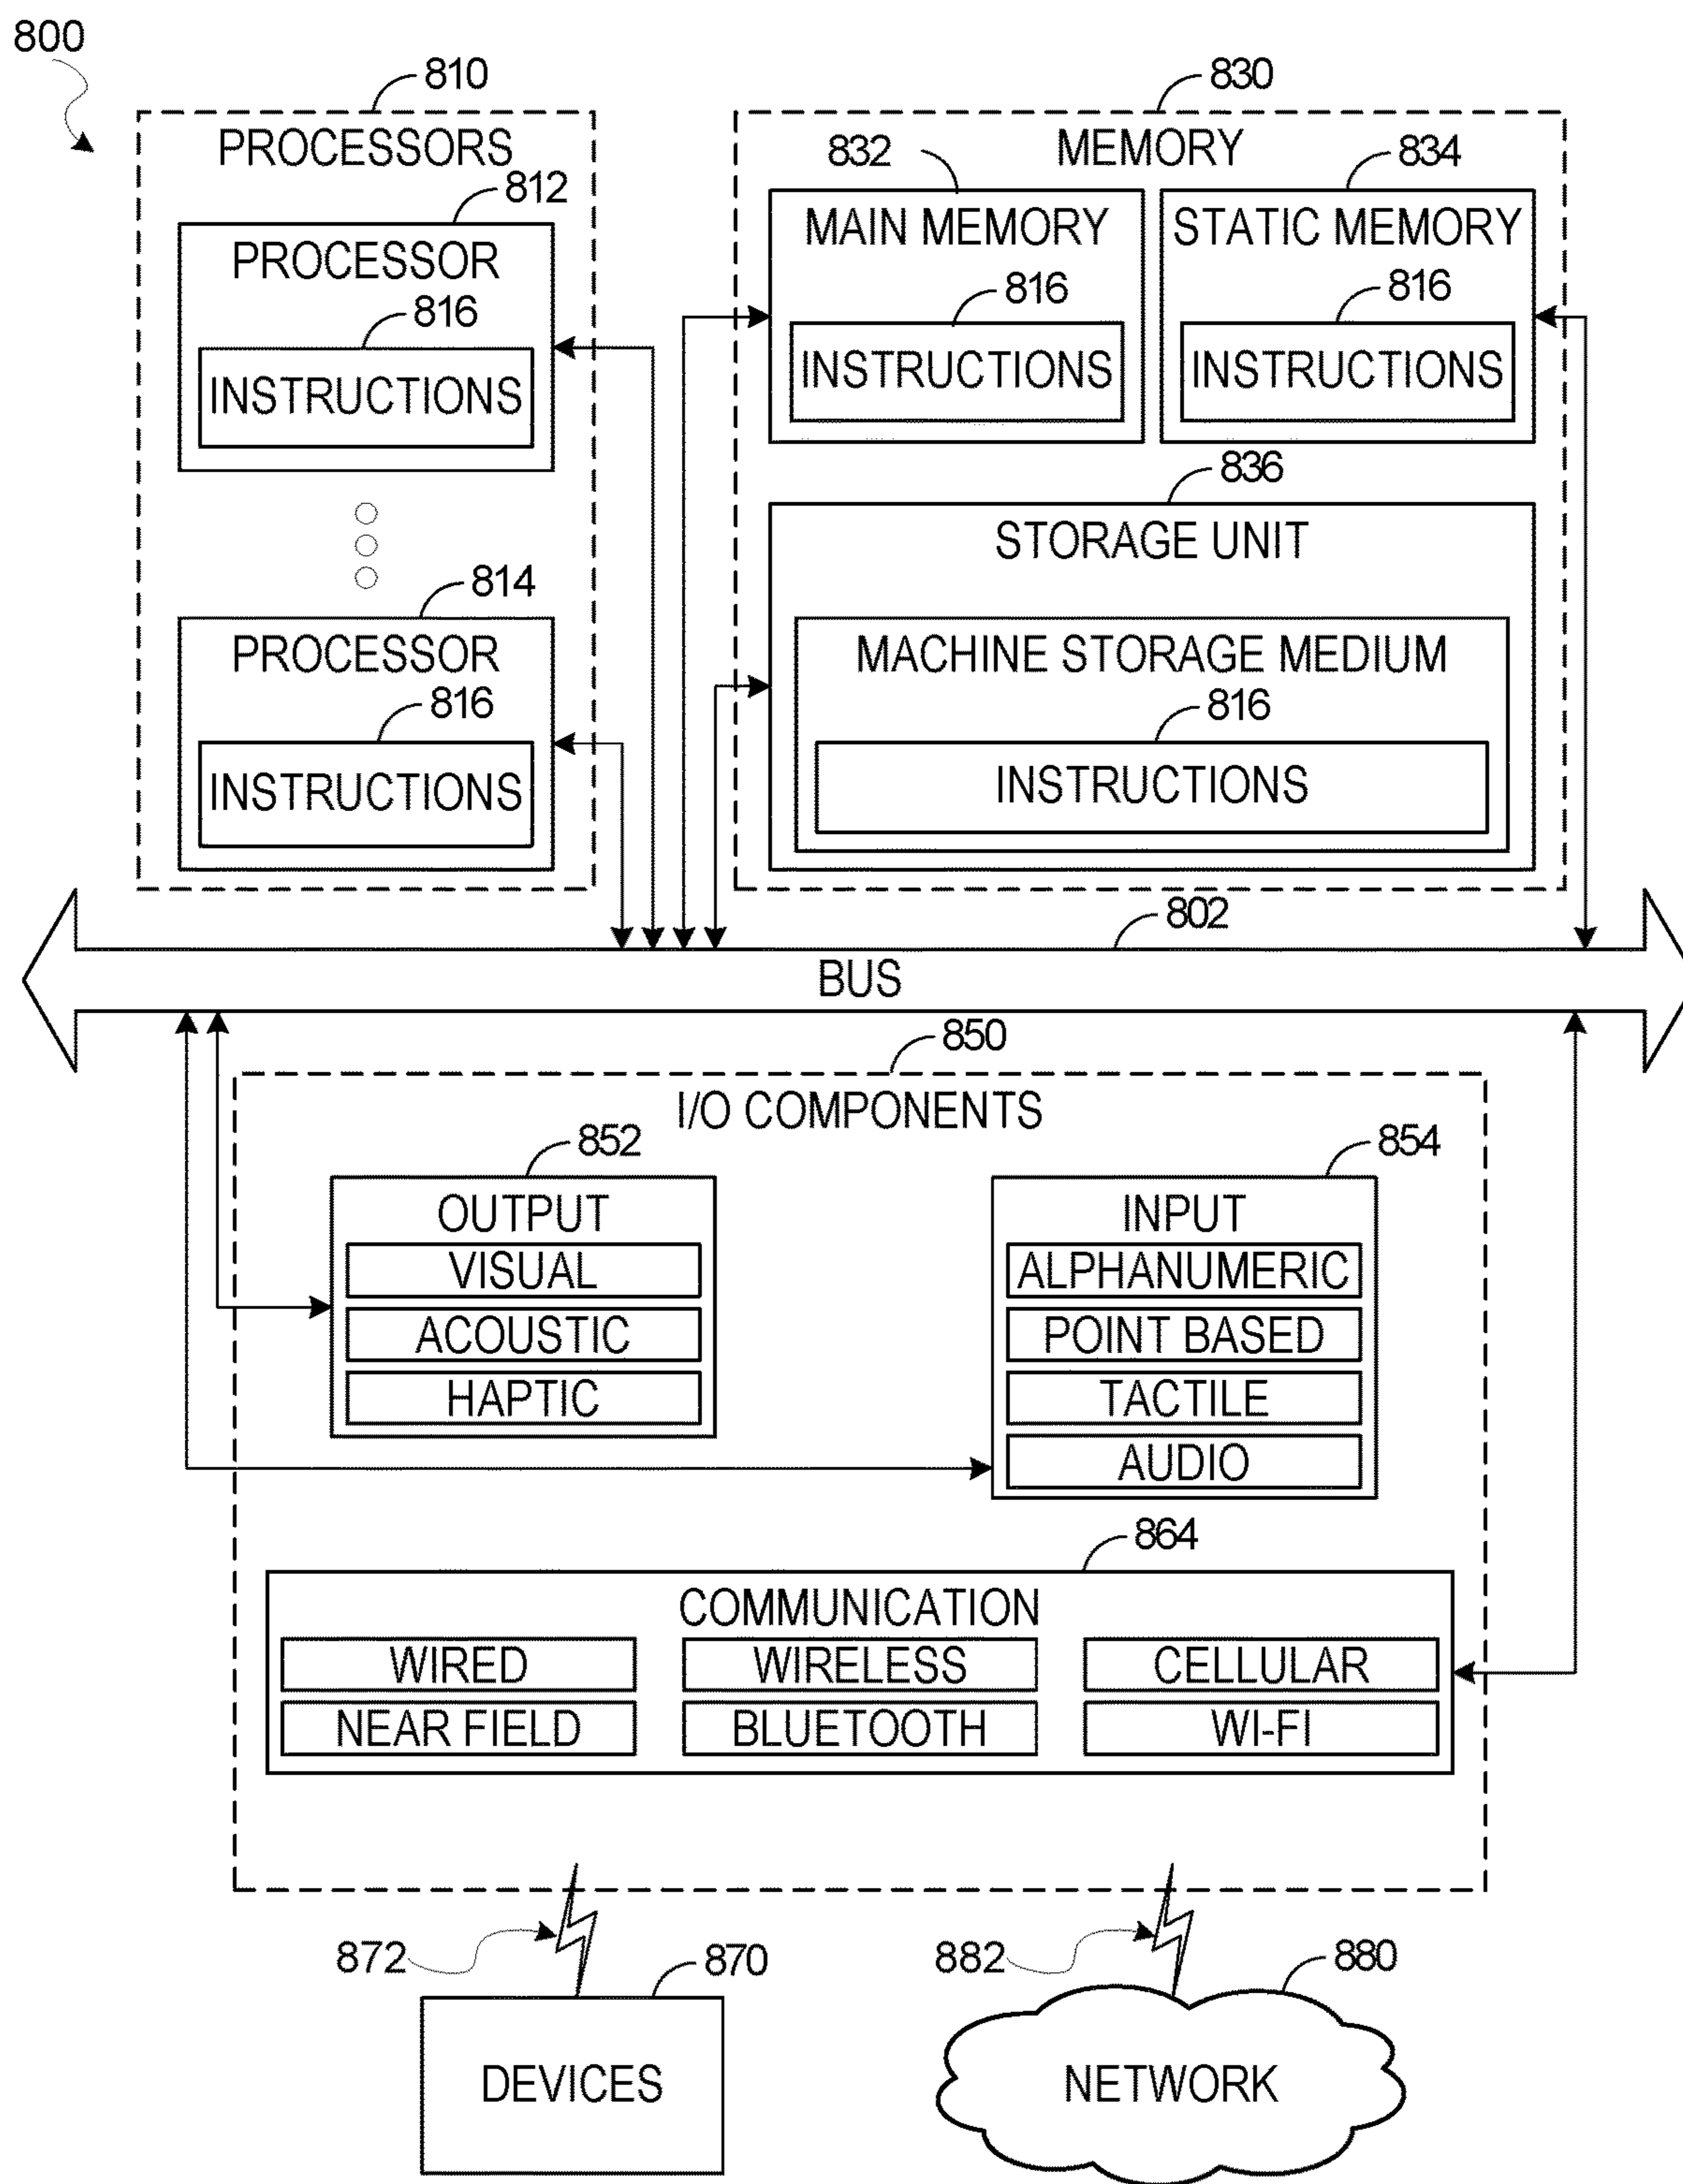 800
810
PROCESSORS
812
PROCESSOR
816
INSTRUCTIONS
814
PROCESSOR
816
INSTRUCTIONS
830
MEMORY
832
MAIN MEMORY
816
INSTRUCTIONS
834
STATIC MEMORY
816
INSTRUCTIONS
836
STORAGE UNIT
MACHINE STORAGE MEDIUM
816
INSTRUCTIONS
802
BUS
850
I/O COMPONENTS
852
OUTPUT
VISUAL
ACOUSTIC
HAPTIC
854
INPUT
ALPHANUMERIC
POINT BASED
TACTILE
AUDIO
864
COMMUNICATION
WIRED
WIRELESS
CELLULAR
NEAR FIELD
BLUETOOTH
WI-FI
872
870
DEVICES
882
880
NETWORK